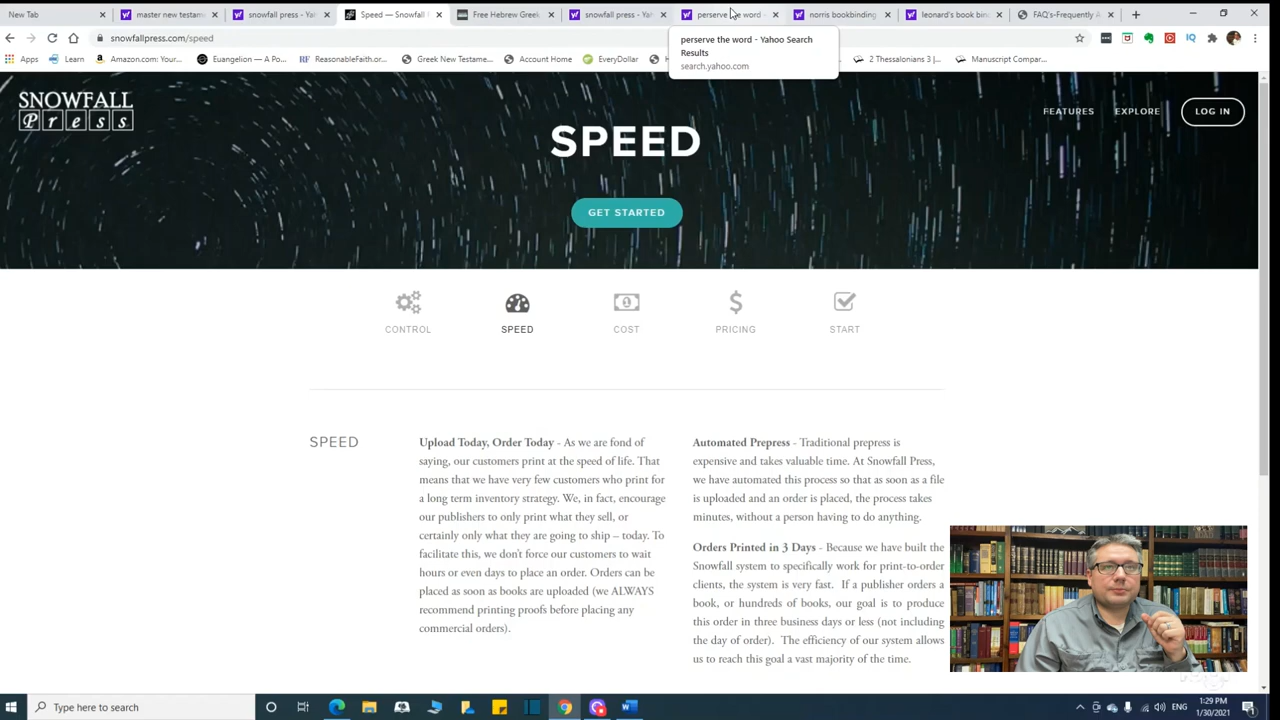 New Tab
master new testame
snowfall press - Ya
Speed — Snowfall
Free Hebrew Greek
snowfall press - Ya
perserve the word -
norris bookbinding
leonard's book bin
FAQ's-Frequently A
snowfallpress.com/speed
perserve the word - Yahoo Search
Results
search.yahoo.com
Apps
Learn
Amazon.com: Your...
Euangelion — A Dev...
ReasonableFaith.or...
Greek New Testame...
Account Home
EveryDollar
2 Thessalonians 3 |...
Manuscript Compar...
SNOWFALL
Press
FEATURES
EXPLORE
LOG IN
SPEED
GET STARTED
CONTROL
SPEED
COST
PRICING
START
SPEED
Upload Today, Order Today - As we are fond of
saying, our customers print at the speed of life. That
means that we have very few customers who print for
a long term inventory strategy. We, in fact, encourage
our publishers to only print what they sell, or
certainly only what they are going to ship – today. To
facilitate this, we don't force our customers to wait
hours or even days to place an order. Orders can be
placed as soon as books are uploaded (we ALWAYS
recommend printing proofs before placing any
commercial orders).
Automated Prepress - Traditional prepress is
expensive and takes valuable time. At Snowfall Press,
we have automated this process so that as soon as a file
is uploaded and an order is placed, the process takes
minutes, without a person having to do anything.
Orders Printed in 3 Days - Because we have built the
Snowfall system to specifically work for print-to-order
clients, the system is very fast. If a publisher orders a
book, or hundreds of books, our goal is to produce
this order in three business days or less (not including
the day of order). The efficiency of our system allows
us to reach this goal a vast majority of the time.
Type here to search
ENG
1:29 PM
1/30/2021